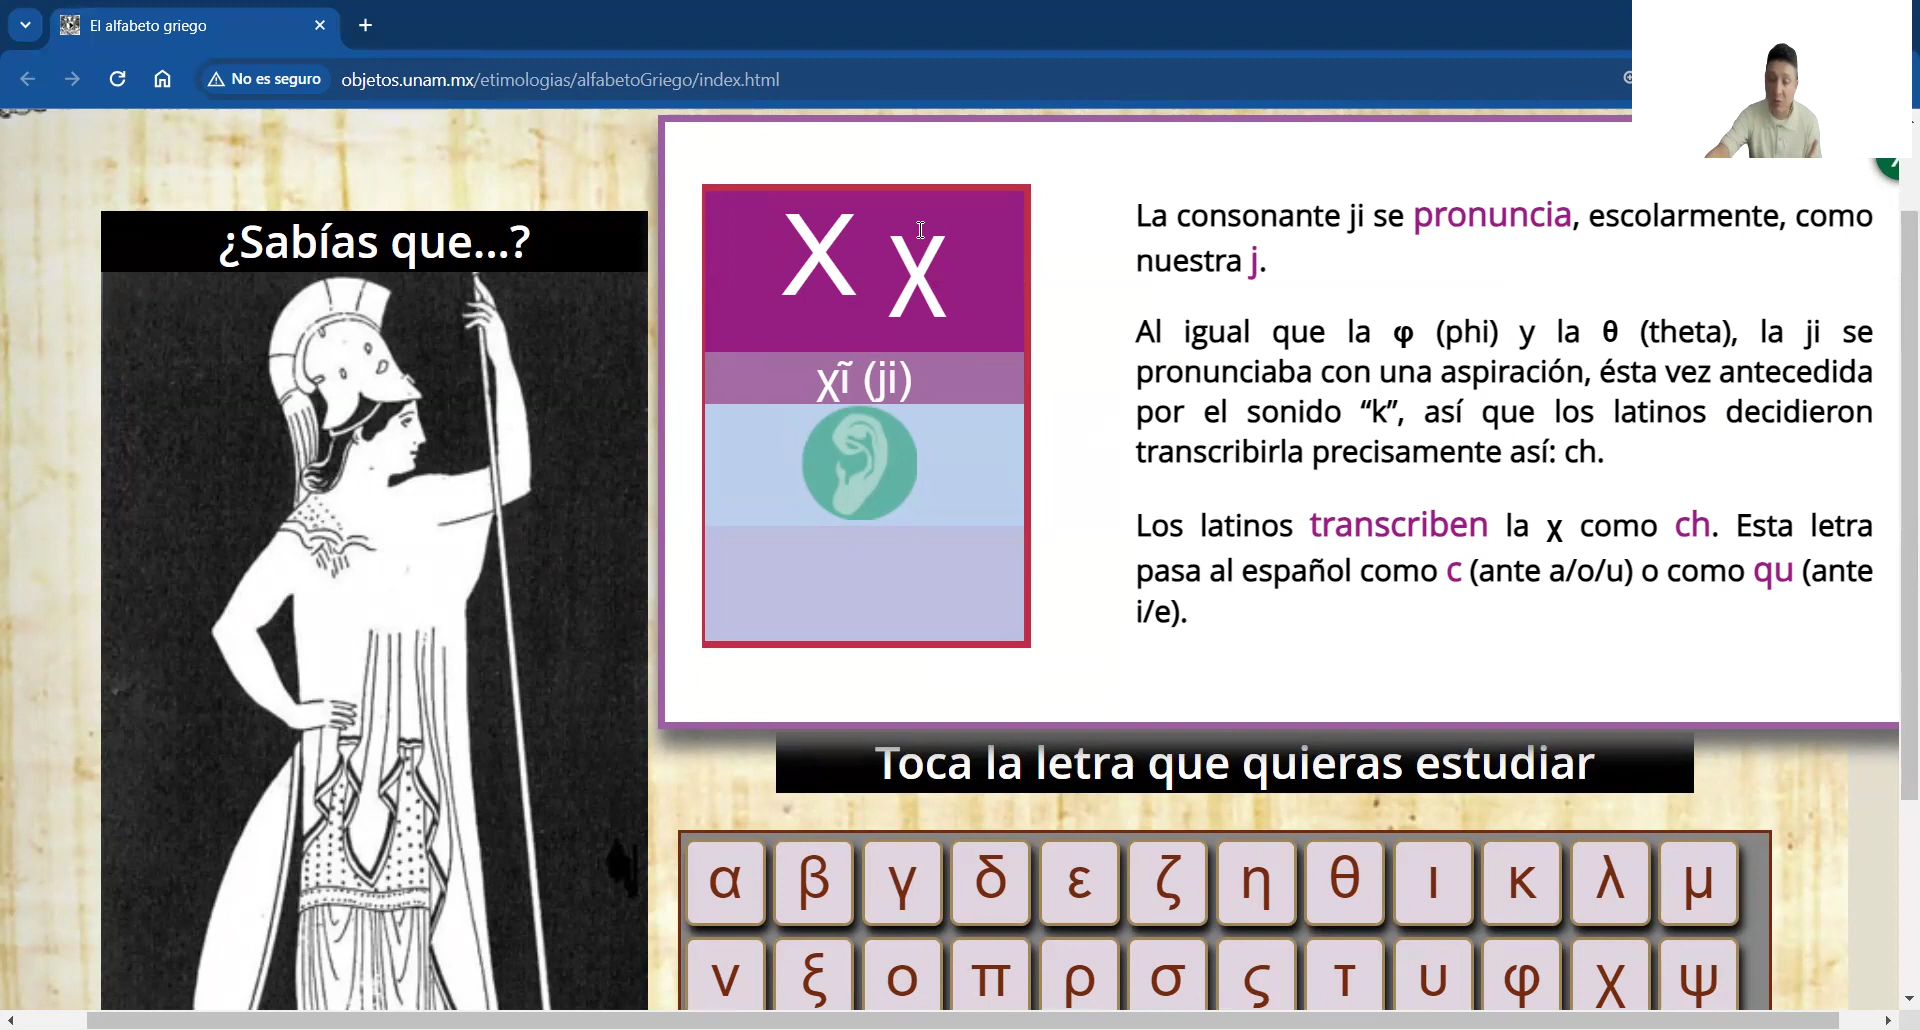 El alfabeto griego
No es seguro
objetos.unam.mx/etimologias/alfabetoGriego/index.html
¿Sabías que...?
Χ χ
χῖ (ji)
La consonante ji se pronuncia, escolarmente, como
nuestra j.
Al igual que la φ (phi) y la θ (theta), la ji se
pronunciaba con una aspiración, ésta vez antecedida
por el sonido “k”, así que los latinos decidieron
transcribirla precisamente así: ch.
Los latinos transcriben la χ como ch. Esta letra
pasa al español como c (ante a/o/u) o como qu (ante
i/e).
Toca la letra que quieras estudiar
α β γ δ ε ζ η θ ι κ λ μ
ν ξ ο π ρ σ ς τ υ φ χ ψ